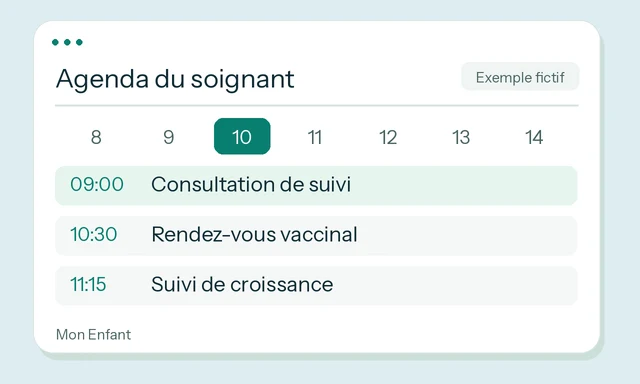 Agenda du soignant
Exemple fictif
8 9 10 11 12 13 14
09:00 Consultation de suivi
10:30 Rendez-vous vaccinal
11:15 Suivi de croissance
Mon Enfant